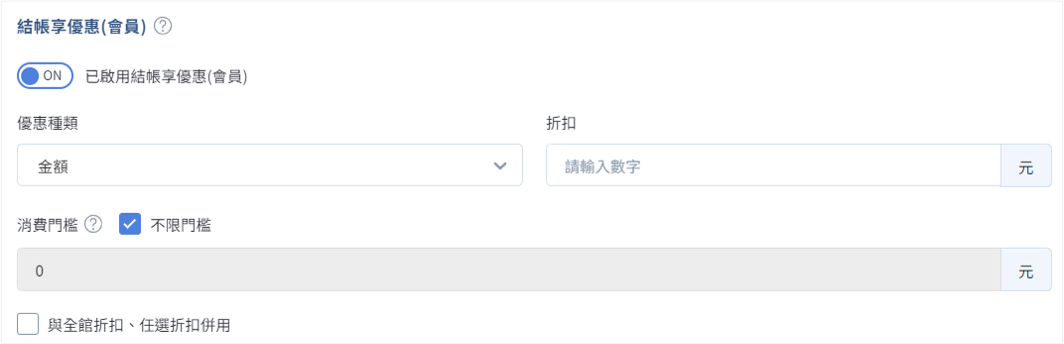 結帳享優惠(會員) ?
ON 已啟用結帳享優惠(會員)
優惠種類 折扣
金額 請輸入數字 元
消費門檻 ? 不限門檻
0 元
與全館折扣、任選折扣併用